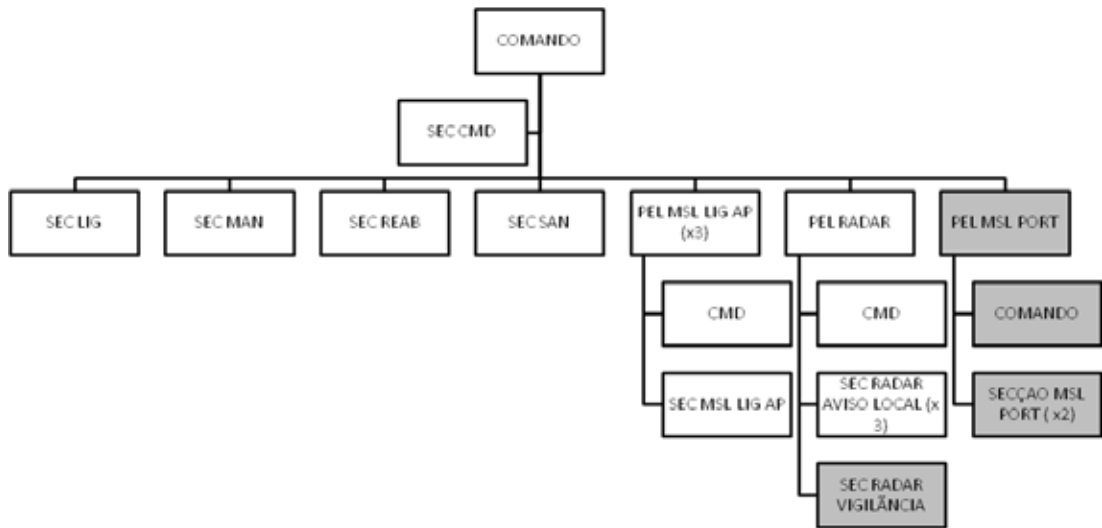 COMANDO
SEC CMD
SEC LIG
SEC MAN
SEC REAB
SEC SAN
PEL MSL LIG AP
(x3)
PEL RADAR
PEL MSL PORT
CMD
CMD
COMANDO
SEC MSL LIG AP
SEC RADAR
AVISO LOCAL (x
3)
SECÇAO MSL
PORT ( x2)
SEC RADAR
VIGILÃNCIA